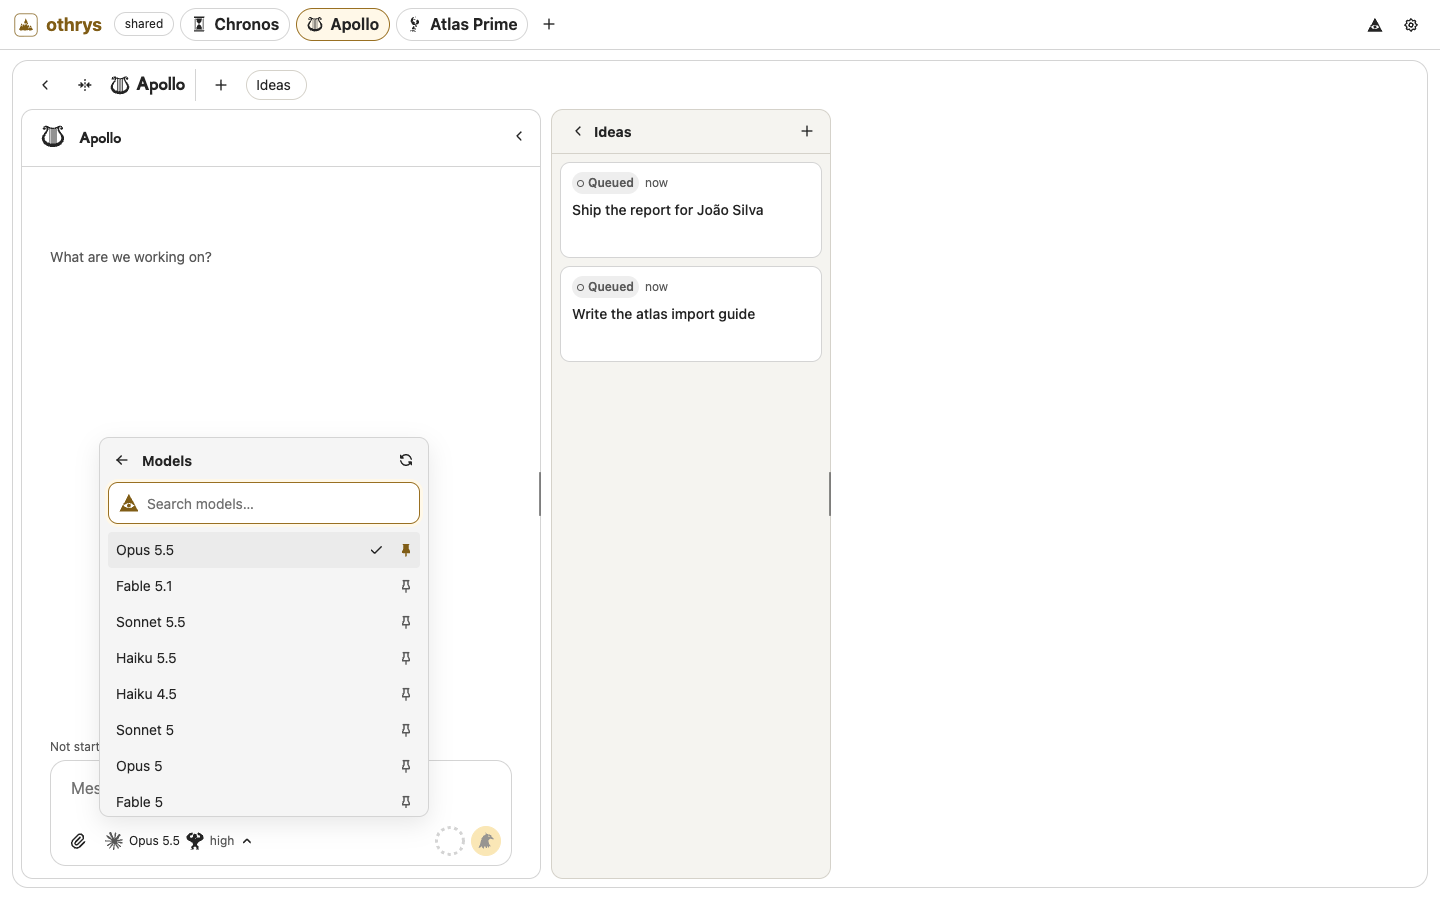 othrys
shared
Chronos
Apollo
Atlas Prime
Apollo
Ideas
Apollo
What are we working on?
Ideas
Queued now
Ship the report for João Silva
Queued now
Write the atlas import guide
Models
Search models...
Opus 5.5
Fable 5.1
Sonnet 5.5
Haiku 5.5
Haiku 4.5
Sonnet 5
Opus 5
Fable 5
Not start
Mes
Opus 5.5 high